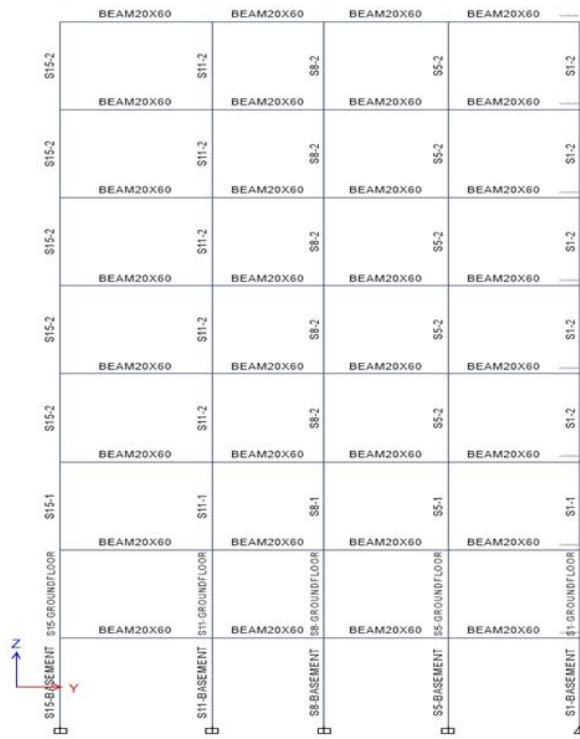 BEAM20X60 BEAM20X60 BEAM20X60 BEAM20X60
S15-2 S11-2 S8-2 S5-2 S1-2
BEAM20X60 BEAM20X60 BEAM20X60 BEAM20X60
S15-2 S11-2 S8-2 S5-2 S1-2
BEAM20X60 BEAM20X60 BEAM20X60 BEAM20X60
S15-2 S11-2 S8-2 S5-2 S1-2
BEAM20X60 BEAM20X60 BEAM20X60 BEAM20X60
S15-2 S11-2 S8-2 S5-2 S1-2
BEAM20X60 BEAM20X60 BEAM20X60 BEAM20X60
S15-2 S11-2 S8-2 S5-2 S1-2
BEAM20X60 BEAM20X60 BEAM20X60 BEAM20X60
S15-1 S11-1 S8-1 S5-1 S1-1
BEAM20X60 BEAM20X60 BEAM20X60 BEAM20X60
S15-GROUNDFLOOR S11-GROUNDFLOOR S8-GROUNDFLOOR S5-GROUNDFLOOR S1-GROUNDFLOOR
BEAM20X60 BEAM20X60 BEAM20X60 BEAM20X60
S15-BASEMENT S11-BASEMENT S8-BASEMENT S5-BASEMENT S1-BASEMENT
Z
Y